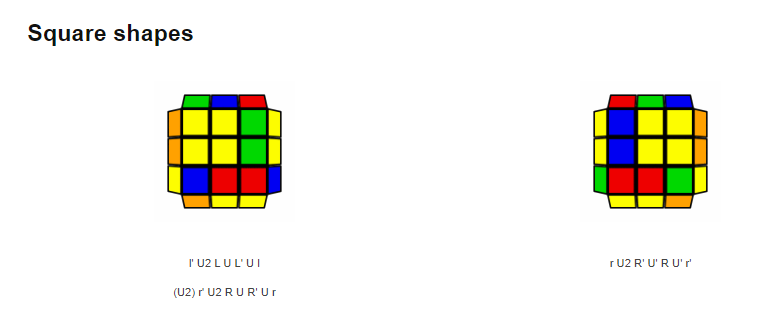 Square shapes
l' U2 L U L' U l
r U2 R' U' R U' r'
(U2) r' U2 R U R' U r